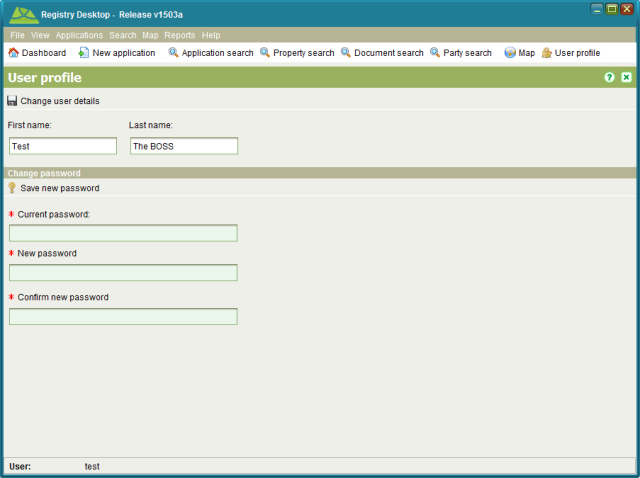 Registry Desktop - Release v1503a
File View Applications Search Map Reports Help
Dashboard New application Application search Property search Document search Party search Map User profile
User profile
Change user details
First name: Last name:
Test The BOSS
Change password
Save new password
* Current password:
* New password
* Confirm new password
User: test